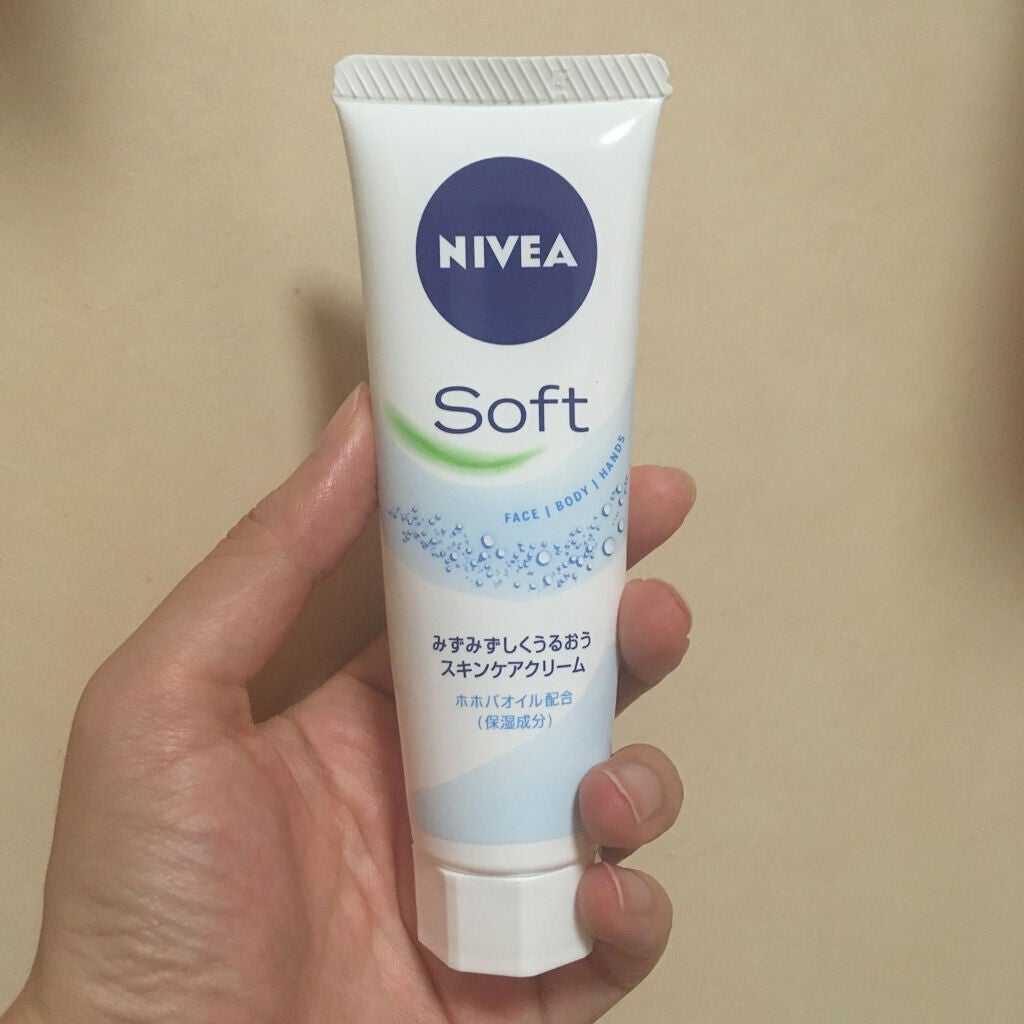 NIVEA
Soft
FACE | BODY | HANDS
みずみずしくうるおう
スキンケアクリーム
ホホバオイル配合
(保湿成分)